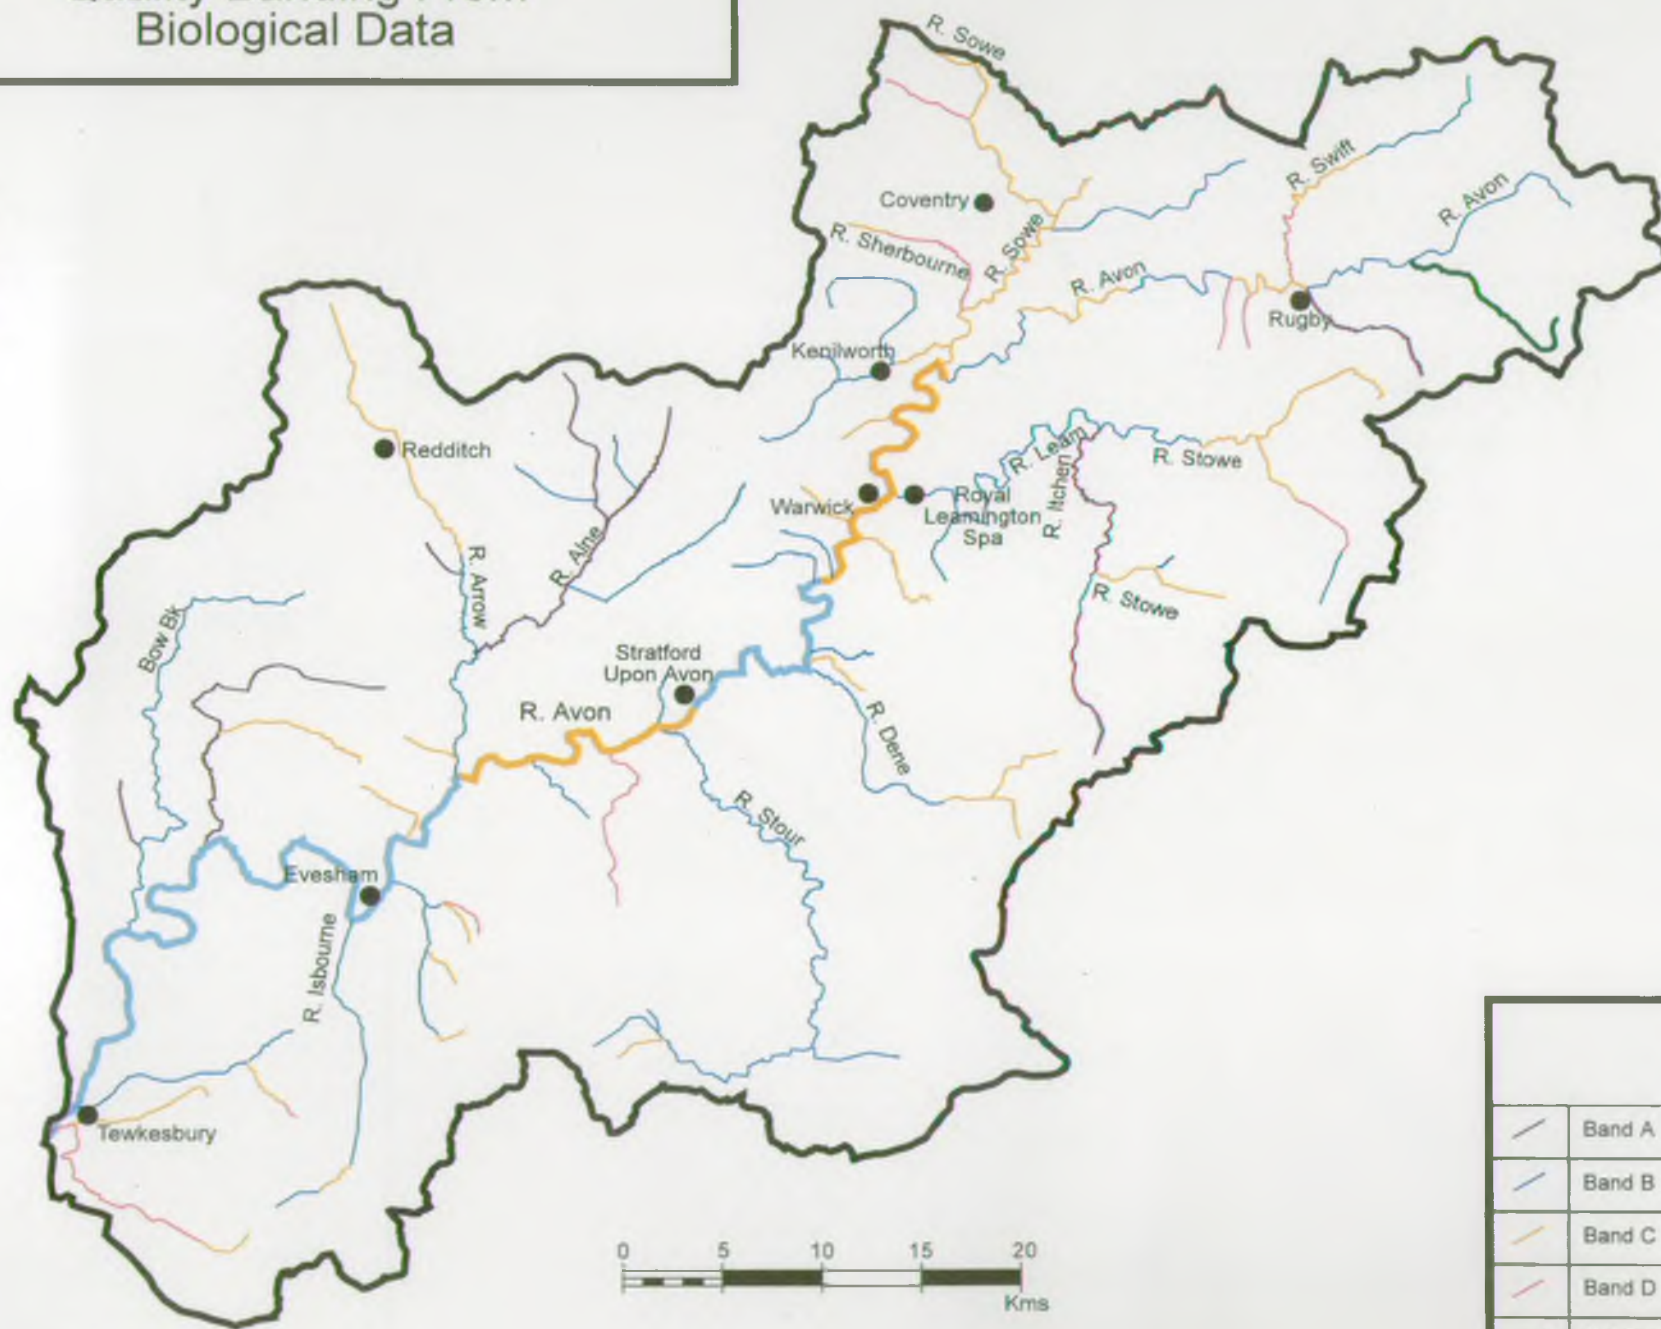 Biological Data
R. Sowe
Coventry
R. Swift
R. Avon
R. Sowe
R. Sherbourne
R. Avon
Rugby
Kenilworth
Redditch
R. Leam
R. Stowe
R. Itchen
Warwick
Royal
Leamington
Spa
R. Alne
R. Arrow
R. Stowe
Bow Bk
Stratford
Upon Avon
R. Avon
R. Dene
R. Stour
Evesham
R. Isbourne
Tewkesbury
0 5 10 15 20
Kms
Band A
Band B
Band C
Band D